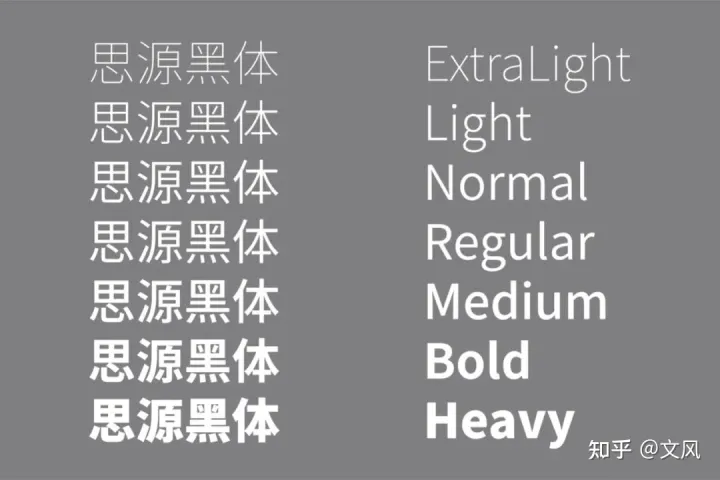 思源黑体 ExtraLight
思源黑体 Light
思源黑体 Normal
思源黑体 Regular
思源黑体 Medium
思源黑体 Bold
思源黑体 Heavy
知乎 @文风